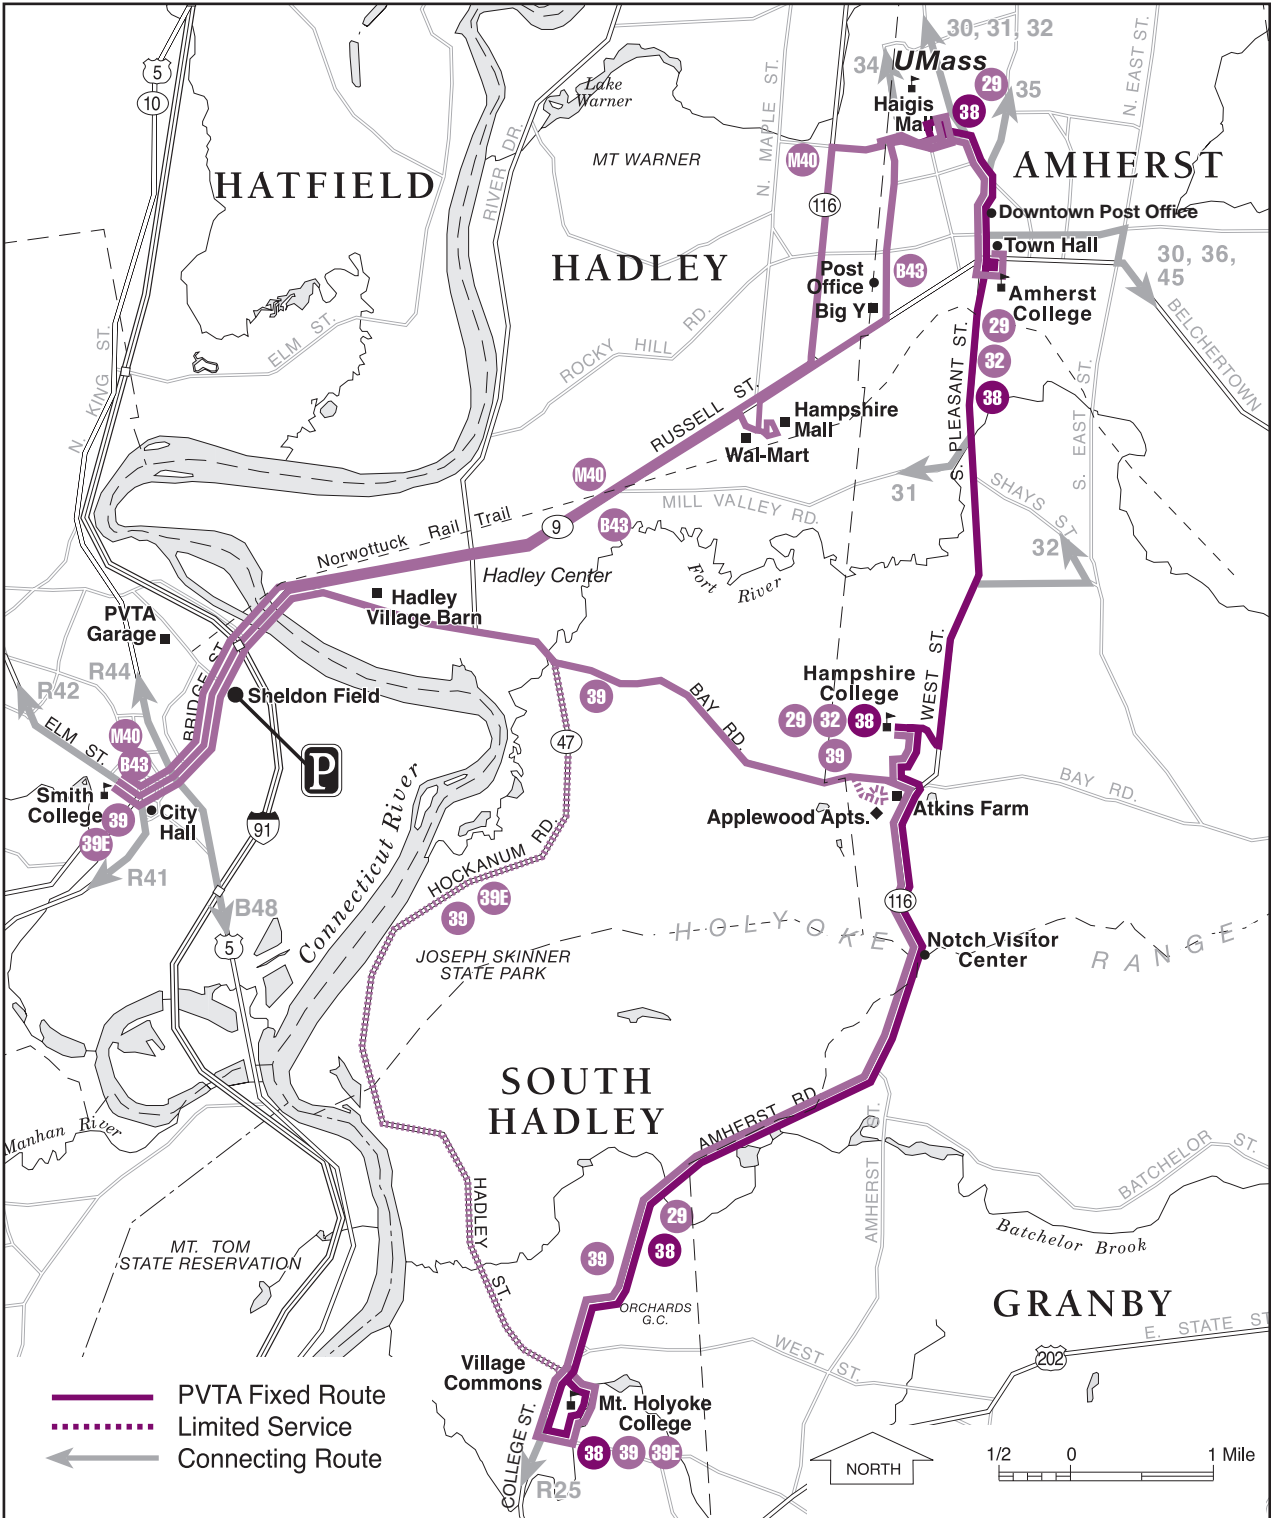 30, 31, 32
UMass
34
29
35
Haigis
Mall
38
N. EAST ST.
5
10
Lake
Warner
N. MAPLE ST.
MT WARNER
RIVER DR.
M40
AMHERST
HATFIELD
116
Downtown Post Office
Town Hall
HADLEY
30, 36,
45
Post
Office
B43
Big Y
Amherst
College
BELCHERTOWN
N. KING ST.
ELM ST.
ROCKY HILL RD.
29
32
38
S. PLEASANT ST.
S. EAST ST.
RUSSELL ST.
Hampshire
Mall
Wal-Mart
M40
31
MILL VALLEY RD.
SHAYS ST.
Norwottuck Rail Trail
9
B43
32
Hadley Center
Fort River
PVTA
Garage
Hadley
Village Barn
R44
R42
BRIDGE ST.
Sheldon Field
39
BAY RD.
Hampshire
College
WEST ST.
29
32
38
39
ELM ST.
M40
B43
47
P
Smith
College
39
39E
City
Hall
91
BAY RD.
Applewood Apts.
Atkins Farm
R41
B48
5
Connecticut River
HOCKANUM RD.
39E
39
116
HOLYOKE RANGE
Notch Visitor
Center
JOSEPH SKINNER
STATE PARK
SOUTH
HADLEY
Manhan River
AMHERST RD.
AMHERST ST.
BATCHELOR ST.
HADLEY ST.
29
38
39
Batchelor Brook
MT. TOM
STATE RESERVATION
ORCHARDS
G.C.
GRANBY
E. STATE ST
WEST ST.
202
Village
Commons
Mt. Holyoke
College
COLLEGE ST.
38
39
39E
R25
PVTA Fixed Route
Limited Service
Connecting Route
NORTH
1/2 0 1 Mile